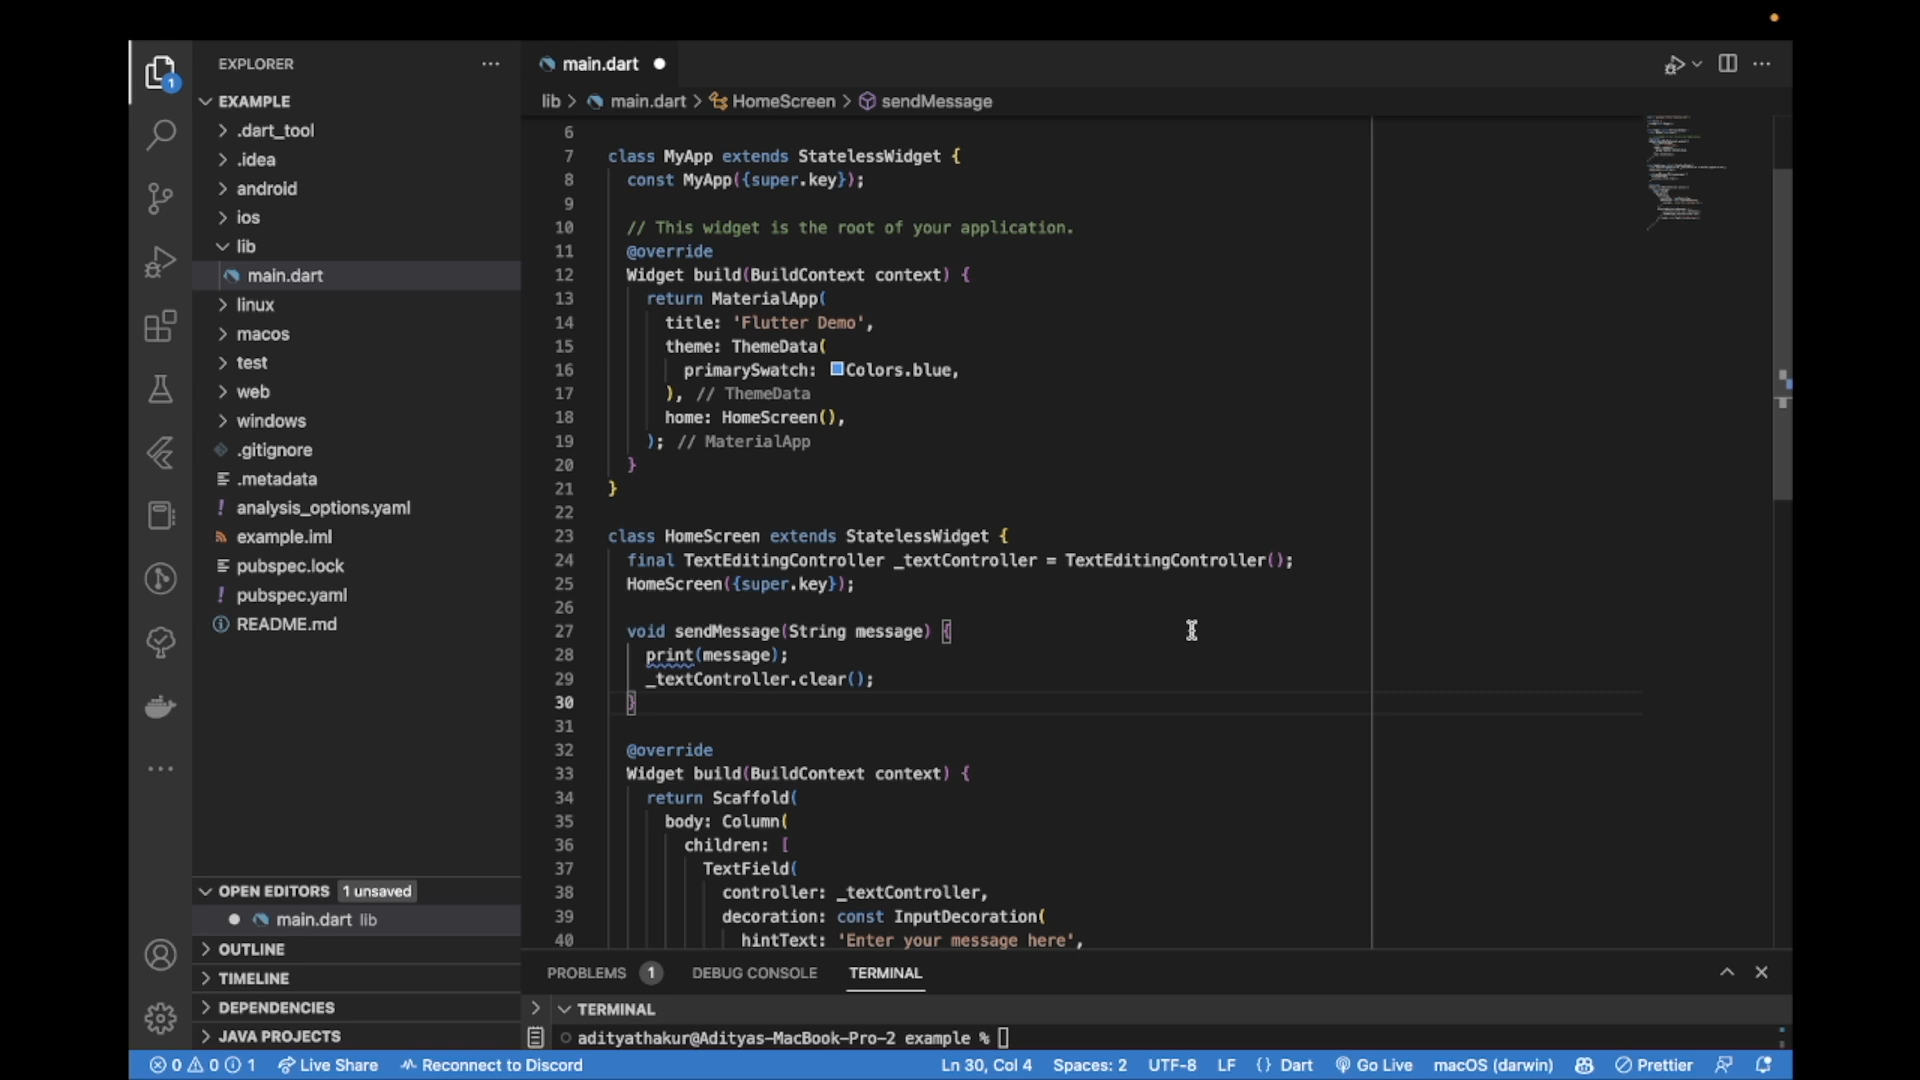 EXPLORER
EXAMPLE
.dart_tool
.idea
android
ios
lib
main.dart
linux
macos
test
web
windows
.gitignore
.metadata
analysis_options.yaml
example.iml
pubspec.lock
pubspec.yaml
README.md
OPEN EDITORS 1 unsaved
main.dart lib
OUTLINE
TIMELINE
DEPENDENCIES
JAVA PROJECTS
1
main.dart
lib > main.dart > HomeScreen > sendMessage
6
7 class MyApp extends StatelessWidget {
8 const MyApp({super.key});
9
10 // This widget is the root of your application.
11 @override
12 Widget build(BuildContext context) {
13 return MaterialApp(
14 title: 'Flutter Demo',
15 theme: ThemeData(
16 primarySwatch: Colors.blue,
17 ), // ThemeData
18 home: HomeScreen(),
19 ); // MaterialApp
20 }
21 }
22
23 class HomeScreen extends StatelessWidget {
24 final TextEditingController _textController = TextEditingController();
25 HomeScreen({super.key});
26
27 void sendMessage(String message) {
28 print(message);
29 _textController.clear();
30 }
31
32 @override
33 Widget build(BuildContext context) {
34 return Scaffold(
35 body: Column(
36 children: [
37 TextField(
38 controller: _textController,
39 decoration: const InputDecoration(
40 hintText: 'Enter your message here',
PROBLEMS 1 DEBUG CONSOLE TERMINAL
TERMINAL
adityathakur@Adityas-MacBook-Pro-2 example %
0 0 1 Live Share Reconnect to Discord Ln 30, Col 4 Spaces: 2 UTF-8 LF {} Dart Go Live macOS (darwin) Prettier